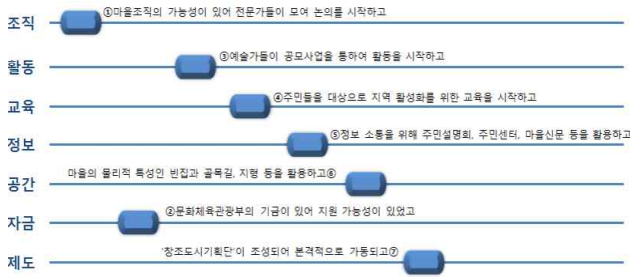 조직 ①마을조직의 가능성이 있어 전문가들이 모여 논의를 시작하고
활동 ③예술가들이 공모사업을 통하여 활동을 시작하고
교육 ④주민들을 대상으로 지역 활성화를 위한 교육을 시작하고
정보 ⑤정보 소통을 위해 주민설명회, 주민센터, 마을신문 등을 활용하고
공간 마을의 물리적 특성인 빈집과 골목길, 지형 등을 활용하고⑥
자금 ②문화체육관광부의 기금이 있어 지원 가능성이 있었고
제도 '창조도시기획단'이 조성되어 본격적으로 가동되고⑦